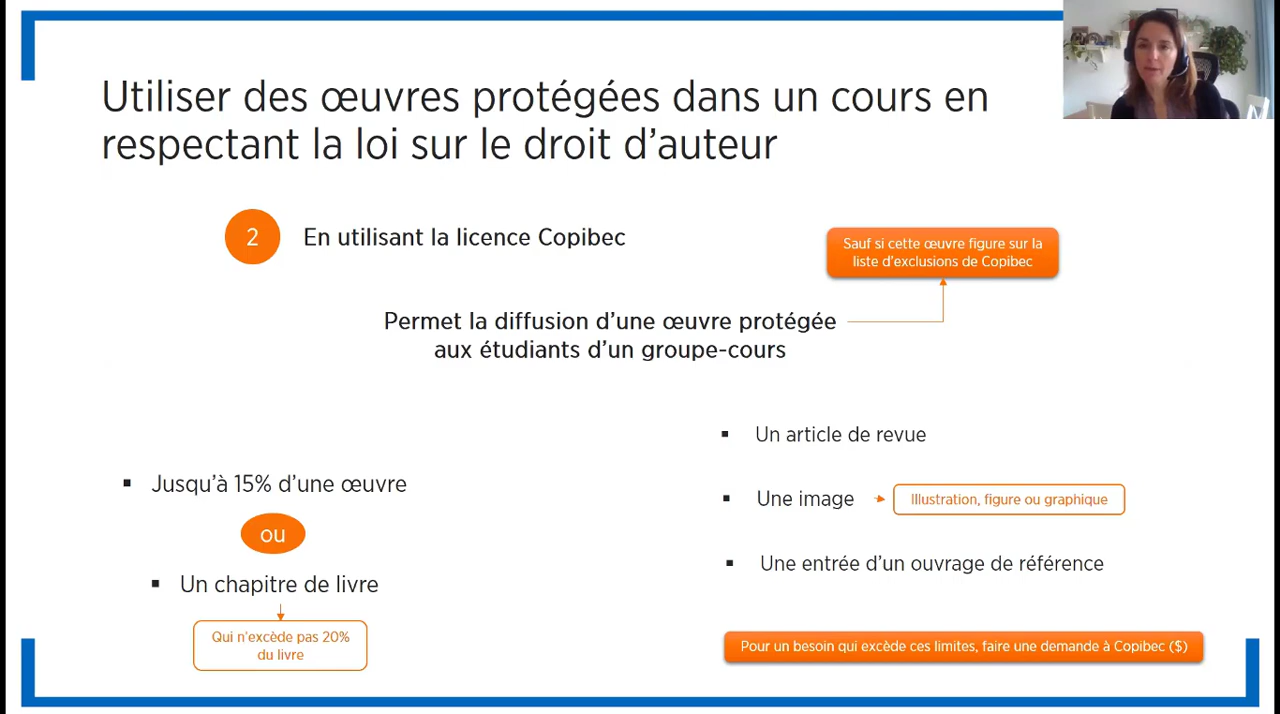 Utiliser des œuvres protégées dans un cours en
respectant la loi sur le droit d'auteur
2
En utilisant la licence Copibec
Sauf si cette œuvre figure sur la
liste d'exclusions de Copibec
Permet la diffusion d'une œuvre protégée
aux étudiants d'un groupe-cours
▪ Jusqu'à 15% d'une œuvre
ou
▪ Un chapitre de livre
Qui n'excède pas 20%
du livre
▪ Un article de revue
▪ Une image
Illustration, figure ou graphique
▪ Une entrée d'un ouvrage de référence
Pour un besoin qui excède ces limites, faire une demande à Copibec ($)